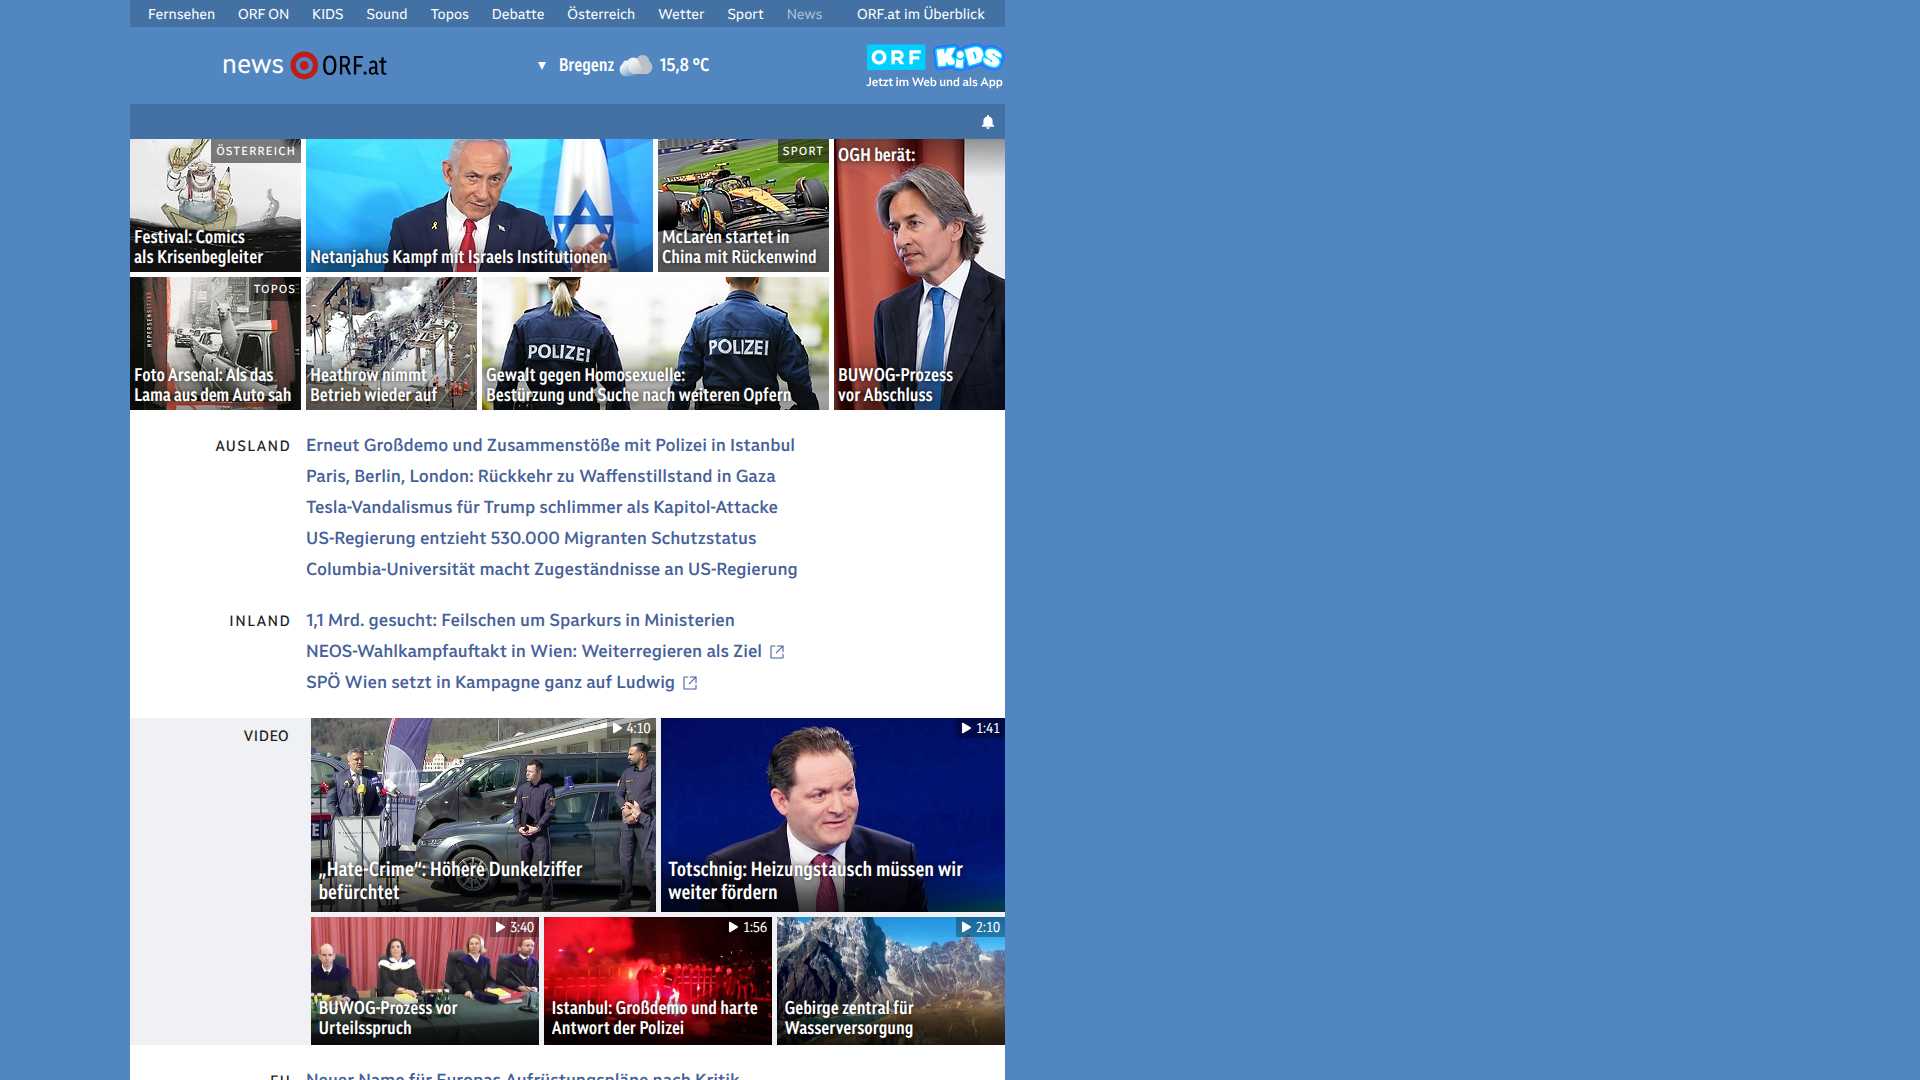 Fernsehen ORF ON KIDS Sound Topos Debatte Österreich Wetter Sport News ORF.at im Überblick
news ORF.at
Bregenz 15,8 °C
ORF KiDS
Jetzt im Web und als App
ÖSTERREICH
Festival: Comics
als Krisenbegleiter
Netanjahus Kampf mit Israels Institutionen
SPORT
McLaren startet in
China mit Rückenwind
OGH berät:
BUWOG-Prozess
vor Abschluss
TOPOS
HYPERSENSITIVE
Foto Arsenal: Als das
Lama aus dem Auto sah
Heathrow nimmt
Betrieb wieder auf
POLIZEI
POLIZEI
Gewalt gegen Homosexuelle:
Bestürzung und Suche nach weiteren Opfern
AUSLAND
Erneut Großdemo und Zusammenstöße mit Polizei in Istanbul
Paris, Berlin, London: Rückkehr zu Waffenstillstand in Gaza
Tesla-Vandalismus für Trump schlimmer als Kapitol-Attacke
US-Regierung entzieht 530.000 Migranten Schutzstatus
Columbia-Universität macht Zugeständnisse an US-Regierung
INLAND
1,1 Mrd. gesucht: Feilschen um Sparkurs in Ministerien
NEOS-Wahlkampfauftakt in Wien: Weiterregieren als Ziel
SPÖ Wien setzt in Kampagne ganz auf Ludwig
VIDEO
4:10
„Hate-Crime“: Höhere Dunkelziffer
befürchtet
1:41
Totschnig: Heizungstausch müssen wir
weiter fördern
3:40
BUWOG-Prozess vor
Urteilsspruch
1:56
Istanbul: Großdemo und harte
Antwort der Polizei
2:10
Gebirge zentral für
Wasserversorgung
EU
Neuer Name für Europas Aufrüstungspläne nach Kritik